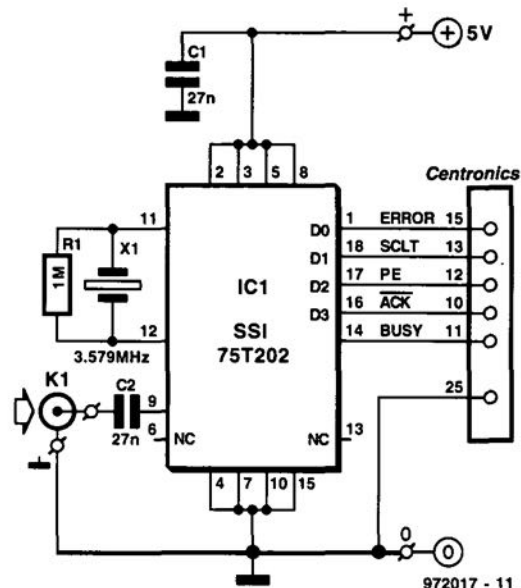 +
+ 5V
C1
27n
2 3 5 8
Centronics
11
R1
1M
X1
12
3.579MHz
IC1
SSI
75T202
D0 1 ERROR 15
D1 18 SCLT 13
D2 17 PE 12
D3 16 ACK 10
14 BUSY 11
25
K1
C2
27n
9
6
NC
NC
13
4 7 10 15
0
0
972017 - 11